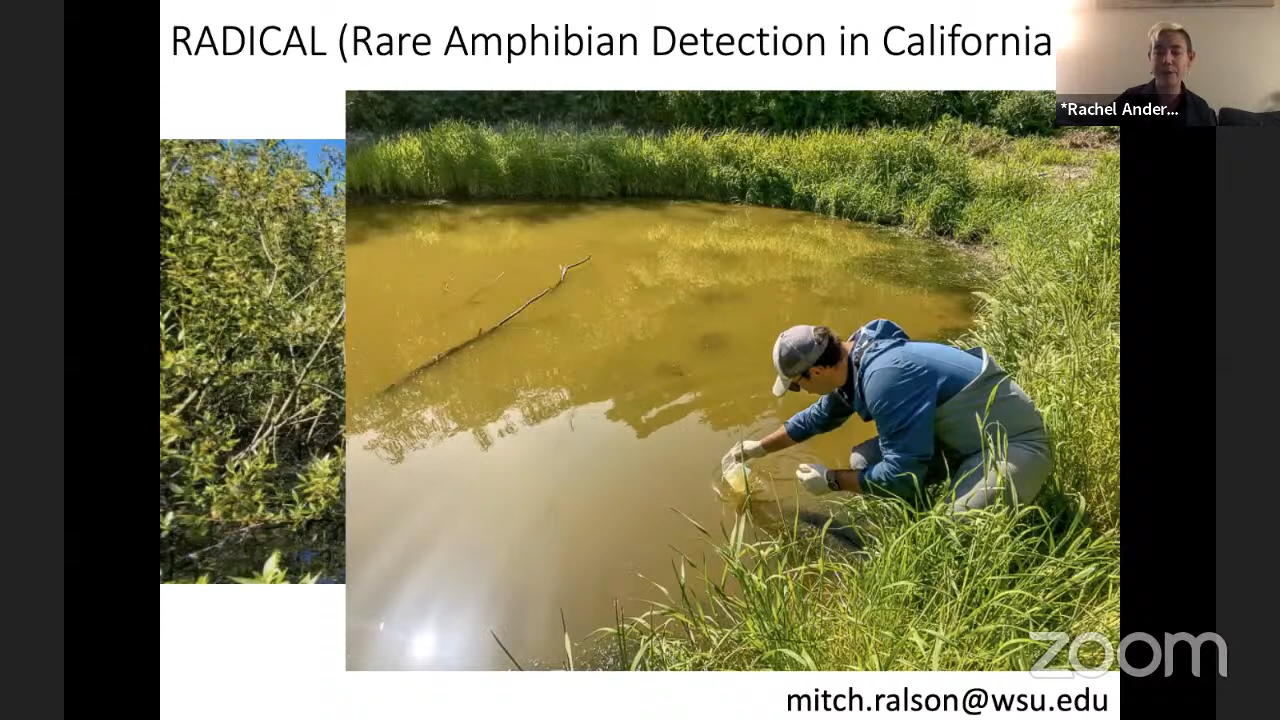 RADICAL (Rare Amphibian Detection in California
*Rachel Ander...
zoom
mitch.ralson@wsu.edu